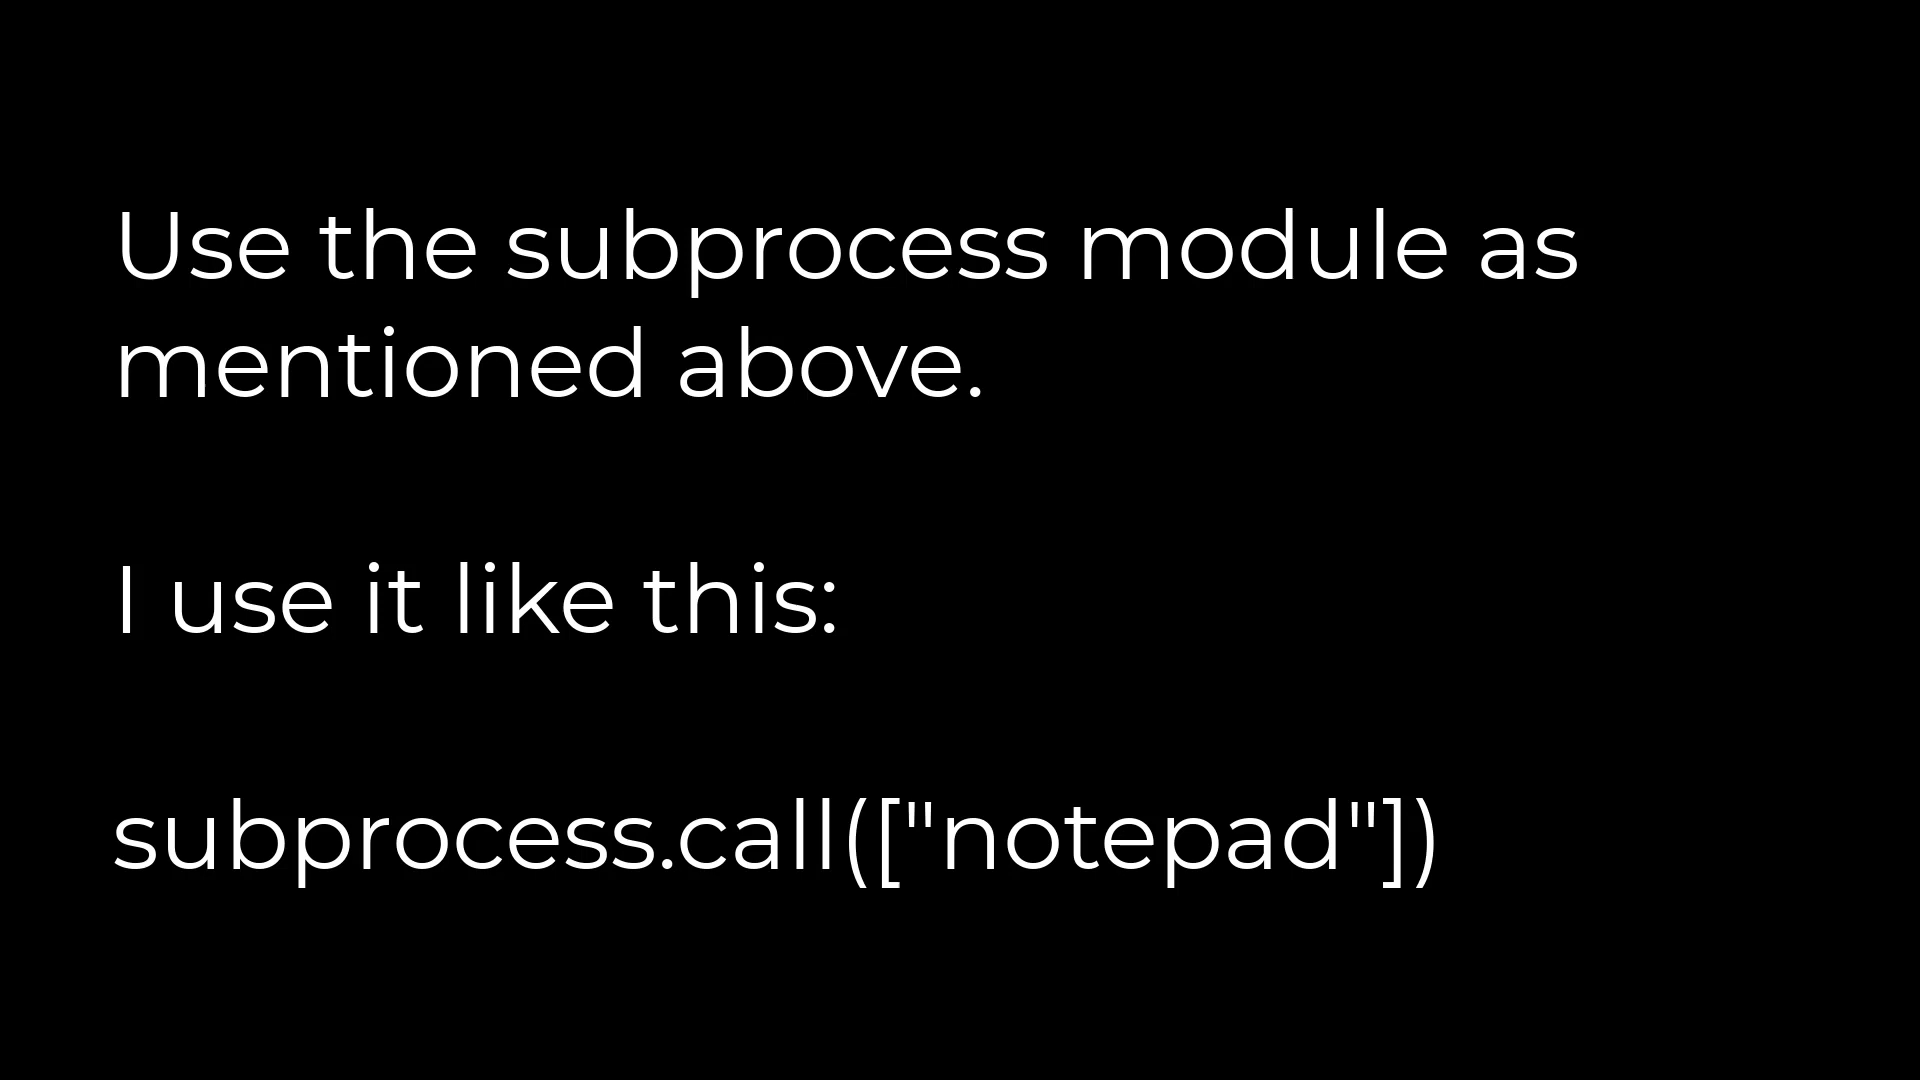 Use the subprocess module as
mentioned above.
I use it like this:
subprocess.call(["notepad"])